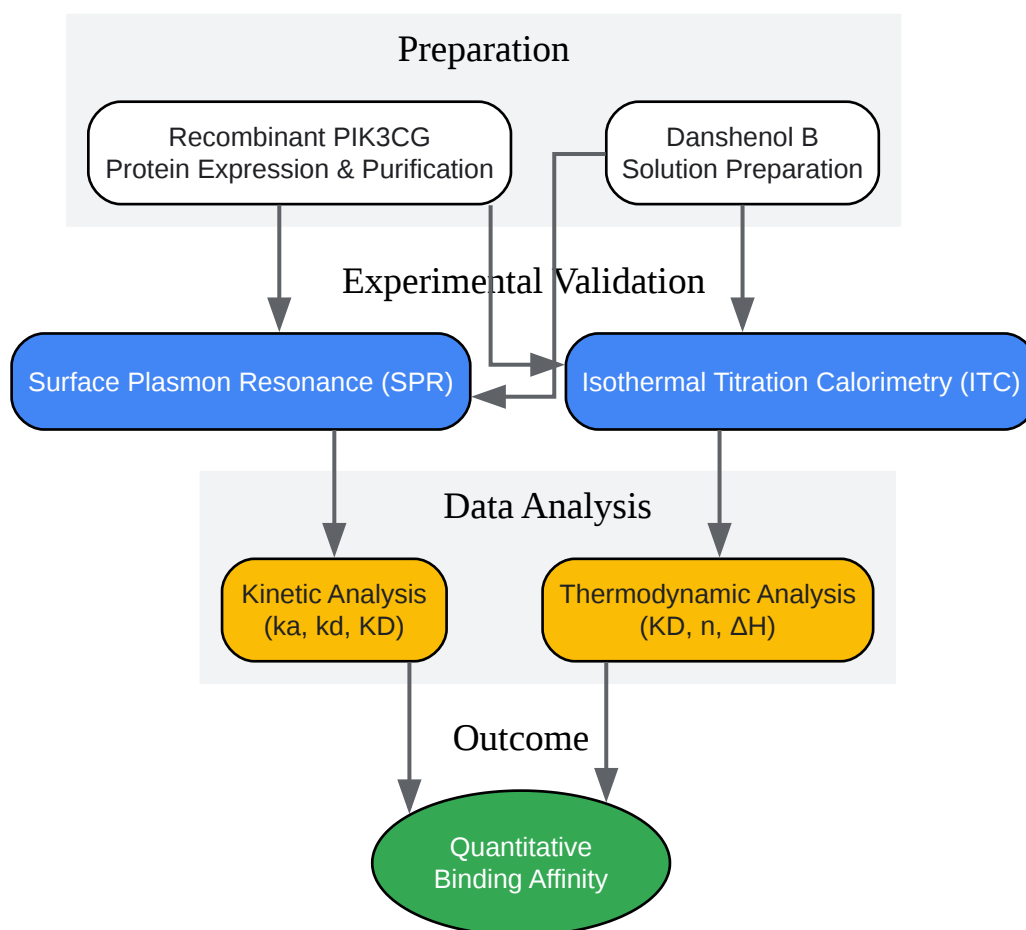 Preparation
Recombinant PIK3CG
Protein Expression & Purification
Danshenol B
Solution Preparation
Experimental Validation
Surface Plasmon Resonance (SPR)
Isothermal Titration Calorimetry (ITC)
Data Analysis
Kinetic Analysis
(ka, kd, KD)
Thermodynamic Analysis
(KD, n, ΔH)
Outcome
Quantitative
Binding Affinity